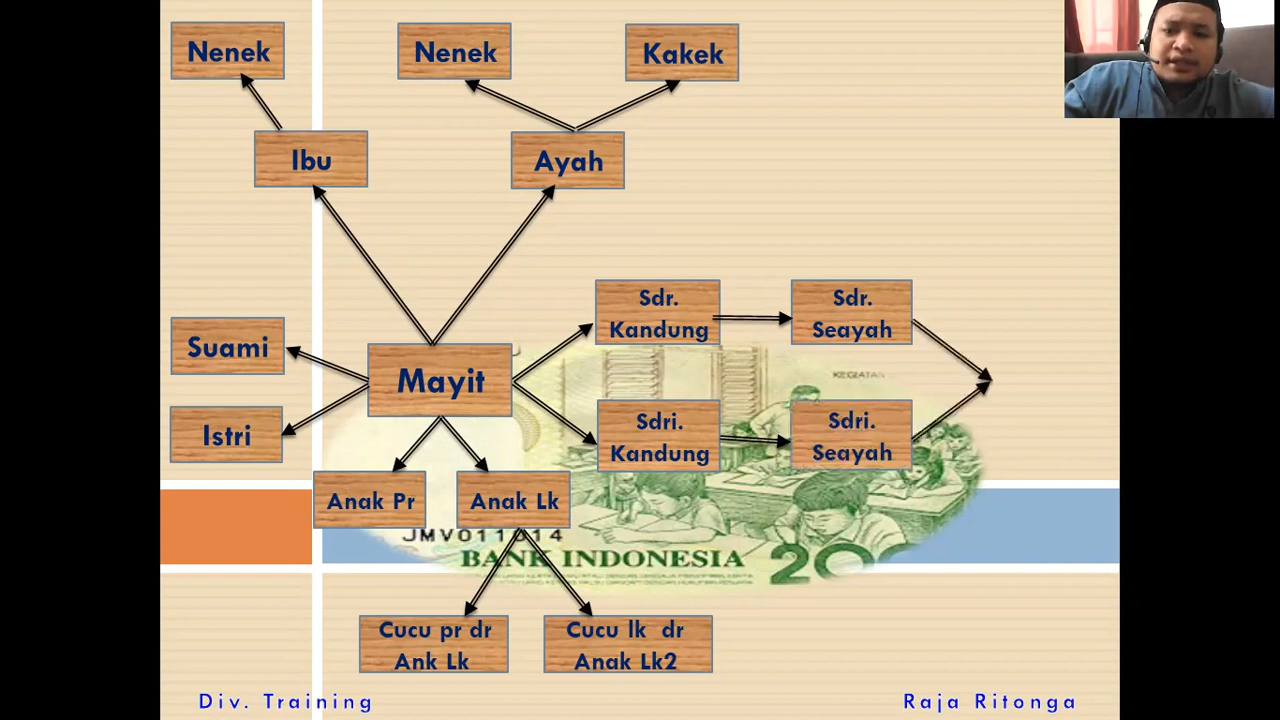 Nenek
Nenek
Kakek
Ibu
Ayah
Sdr.
Kandung
Sdr.
Seayah
Suami
Mayit
KEGIATAN
Istri
Sdri.
Kandung
Sdri.
Seayah
Anak Pr
Anak Lk
BANK INDONESIA
Cucu pr dr
Ank Lk
Cucu lk dr
Anak Lk2
Div. Training
Raja Ritonga